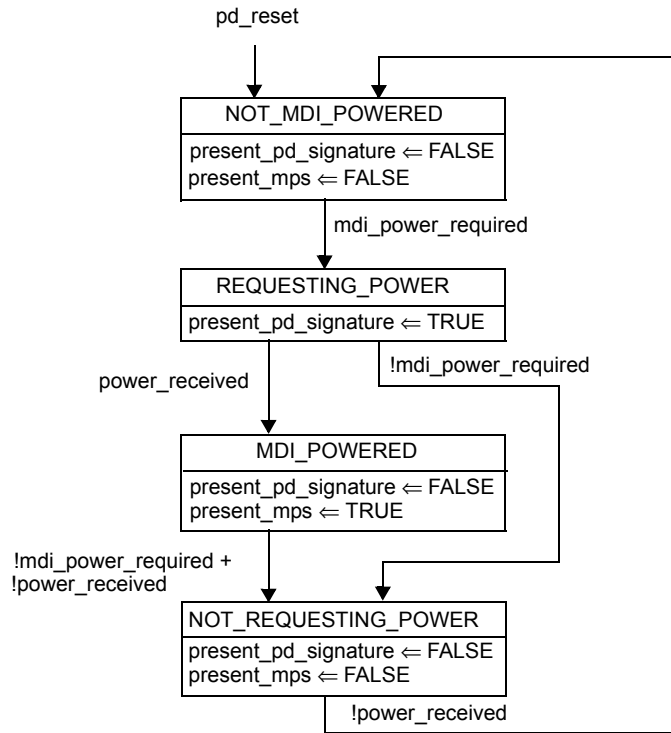 pd_reset
NOT_MDI_POWERED
present_pd_signature ⇐ FALSE
present_mps ⇐ FALSE
mdi_power_required
REQUESTING_POWER
present_pd_signature ⇐ TRUE
!mdi_power_required
power_received
MDI_POWERED
present_pd_signature ⇐ FALSE
present_mps ⇐ TRUE
!mdi_power_required +
!power_received
NOT_REQUESTING_POWER
present_pd_signature ⇐ FALSE
present_mps ⇐ FALSE
!power_received